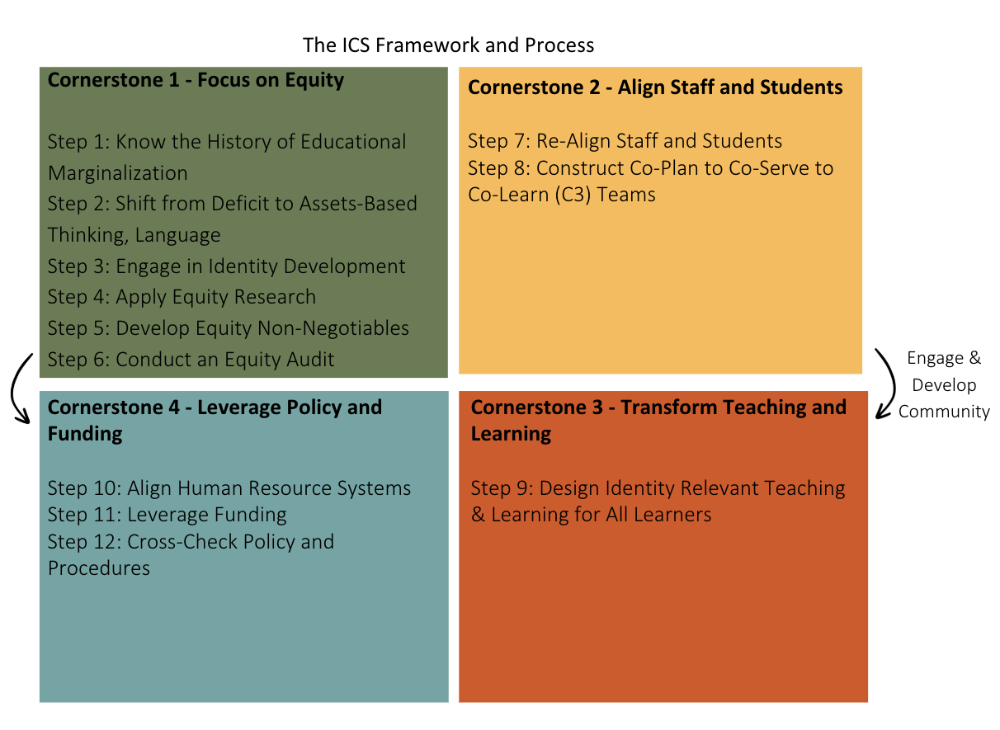 The ICS Framework and Process
Cornerstone 1 - Focus on Equity
Step 1: Know the History of Educational
Marginalization
Step 2: Shift from Deficit to Assets-Based
Thinking, Language
Step 3: Engage in Identity Development
Step 4: Apply Equity Research
Step 5: Develop Equity Non-Negotiables
Step 6: Conduct an Equity Audit
Cornerstone 2 - Align Staff and Students
Step 7: Re-Align Staff and Students
Step 8: Construct Co-Plan to Co-Serve to
Co-Learn (C3) Teams
Engage &
Develop
Community
Cornerstone 4 - Leverage Policy and
Funding
Step 10: Align Human Resource Systems
Step 11: Leverage Funding
Step 12: Cross-Check Policy and
Procedures
Cornerstone 3 - Transform Teaching and
Learning
Step 9: Design Identity Relevant Teaching
& Learning for All Learners